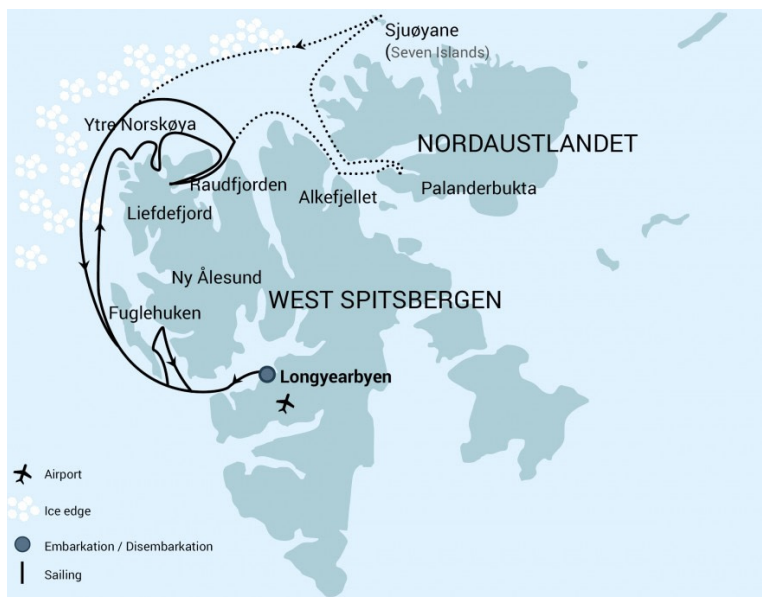 Sjuøyane
(Seven Islands)
Ytre Norskøya
NORDAUSTLANDET
Raudfjorden
Alkefjellet
Palanderbukta
Liefdefjord
Ny Ålesund
WEST SPITSBERGEN
Fuglehuken
Longyearbyen
Airport
Ice edge
Embarkation / Disembarkation
Sailing